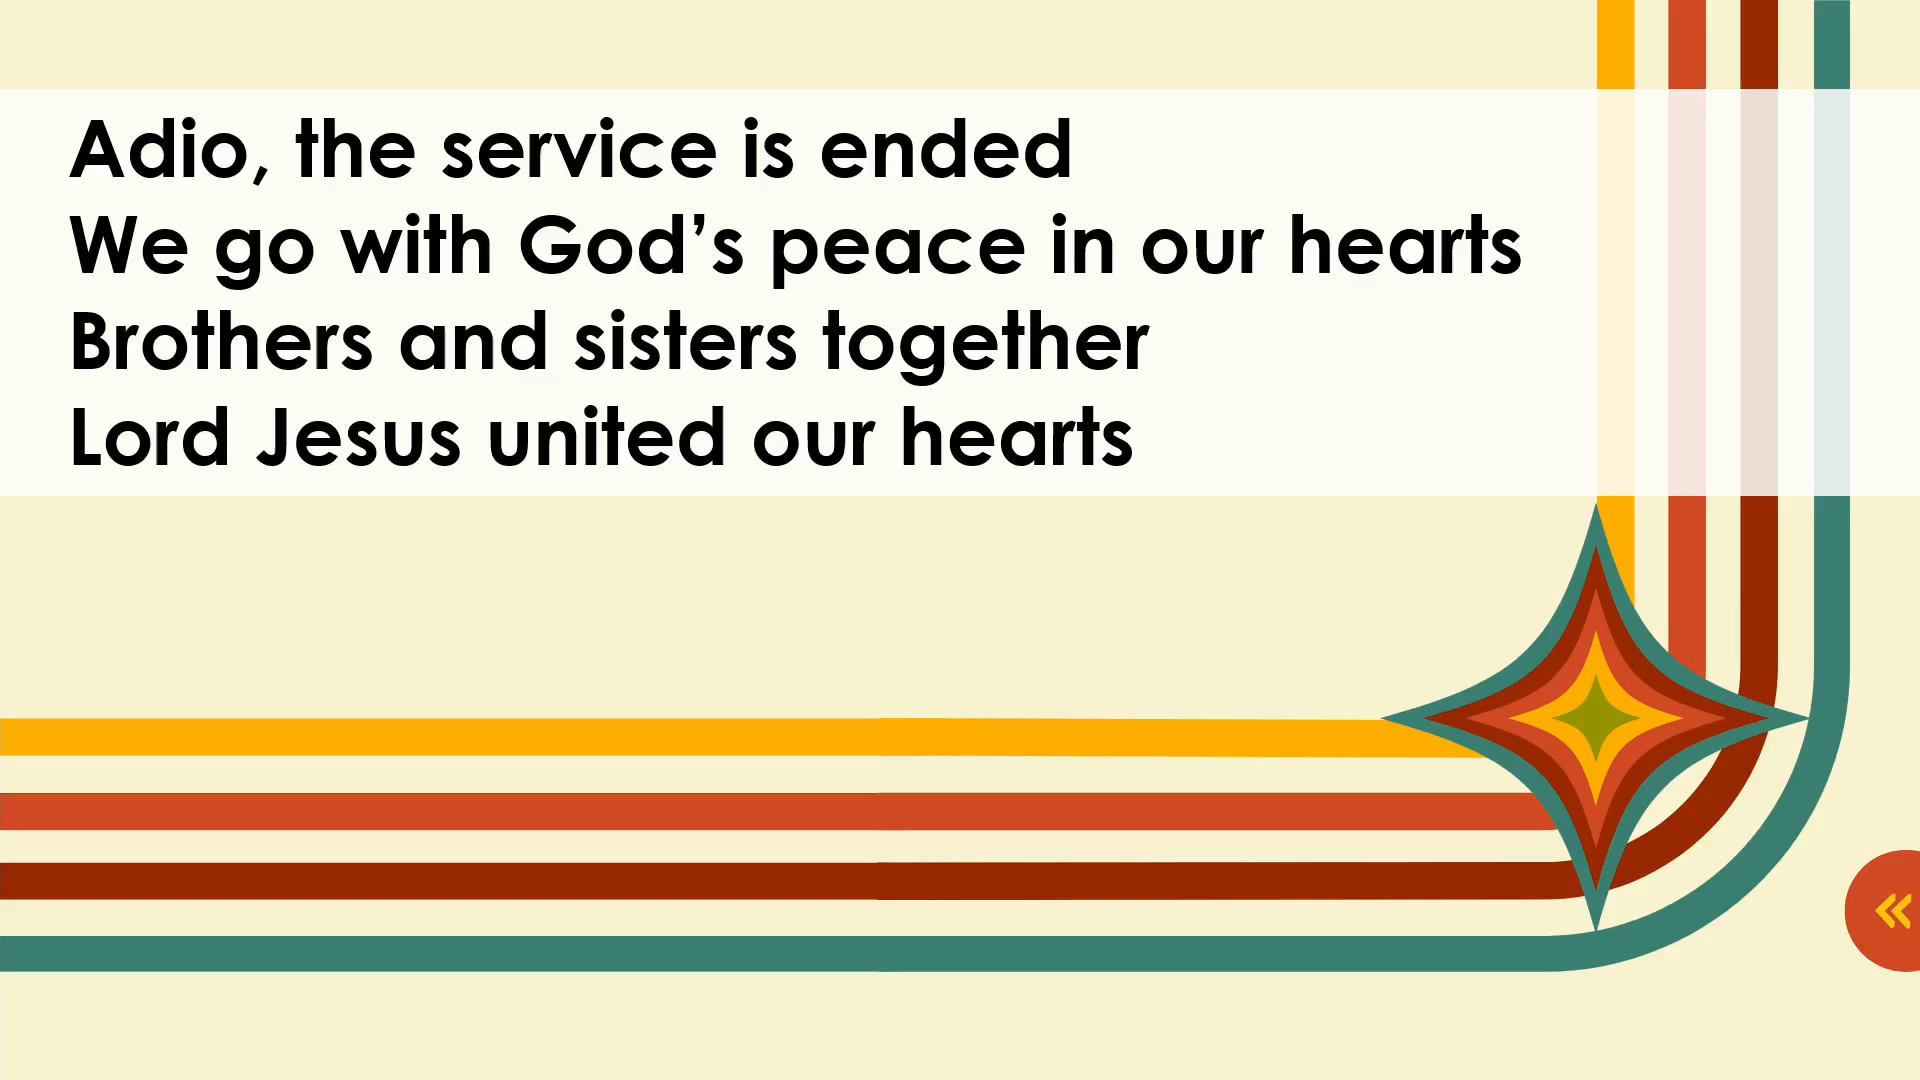 Adio, the service is ended
We go with God’s peace in our hearts
Brothers and sisters together
Lord Jesus united our hearts